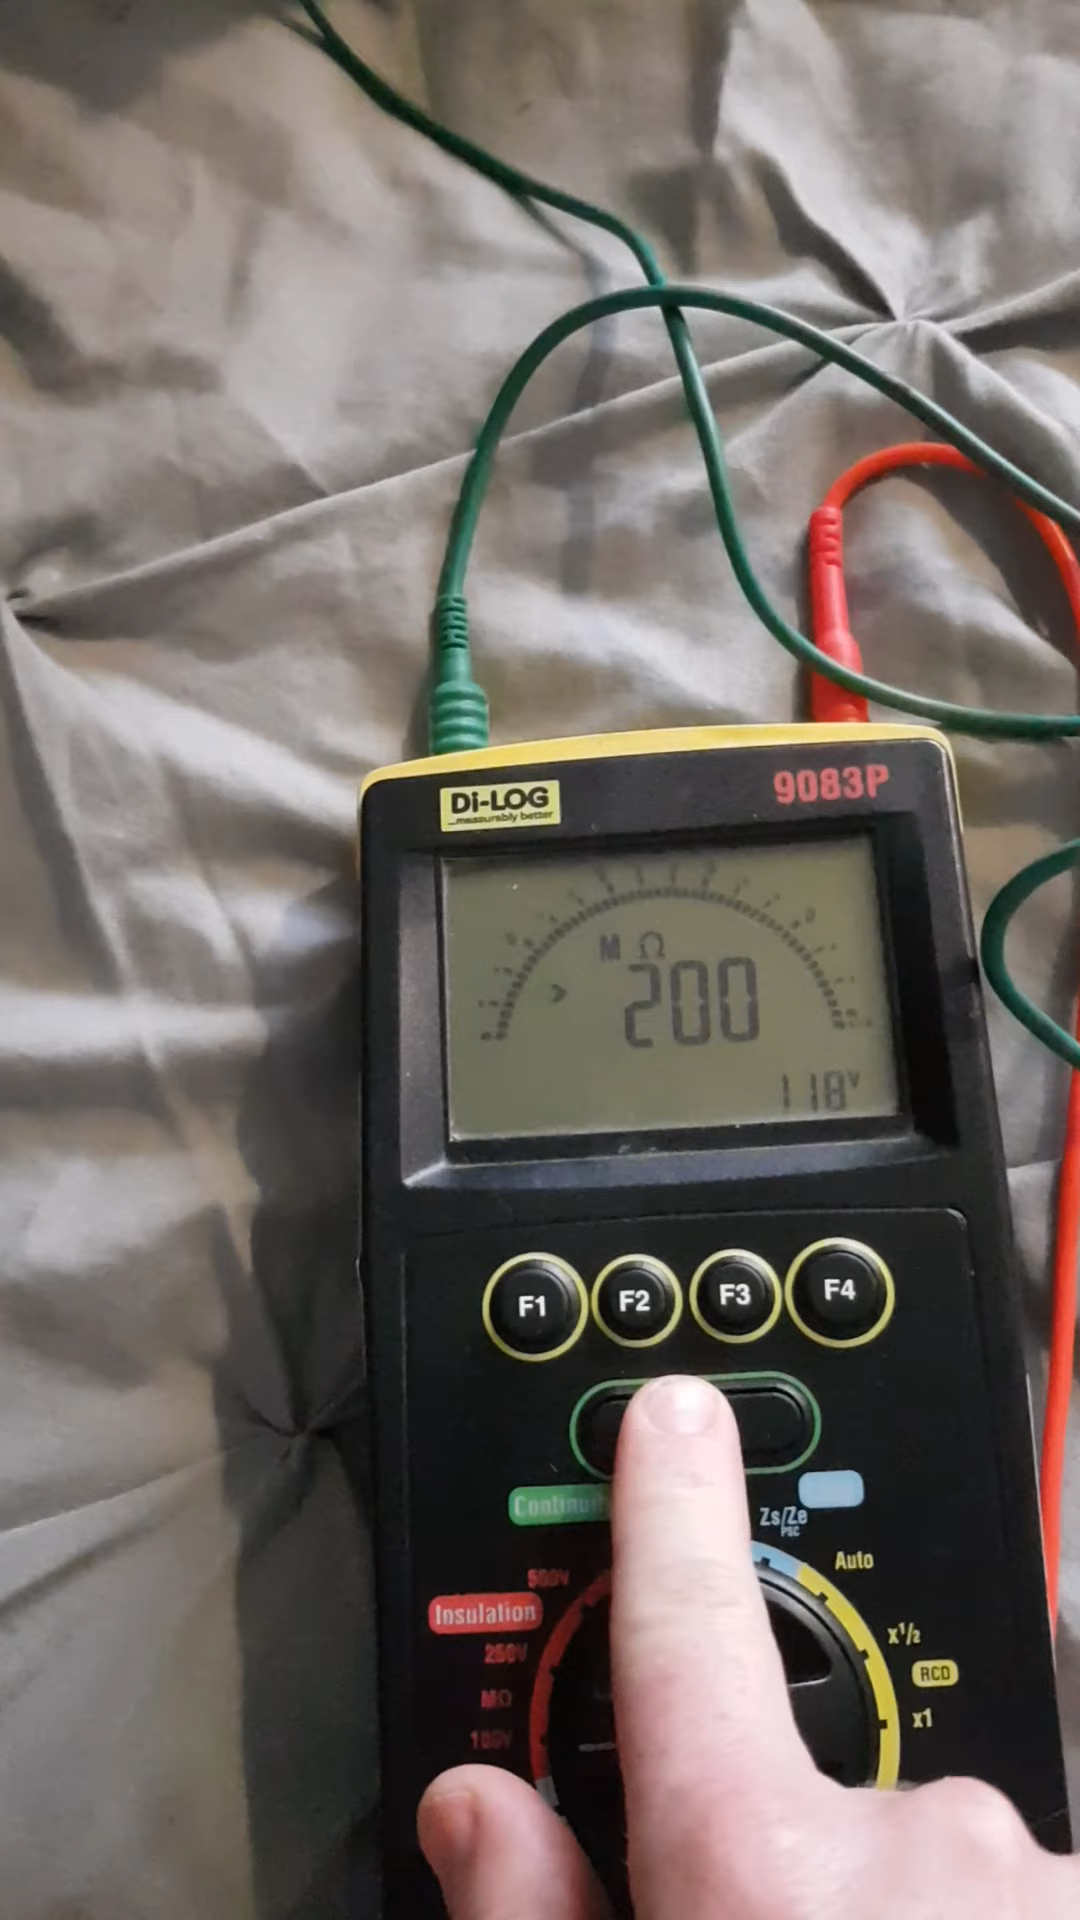 Di-LOG
...measurably better
9083P
M Ω
> 200
118v
F1
F2
F3
F4
Zs/Ze
PSC
Auto
500V
Insulation
x1/2
250V
RCD
MΩ
x1
100V